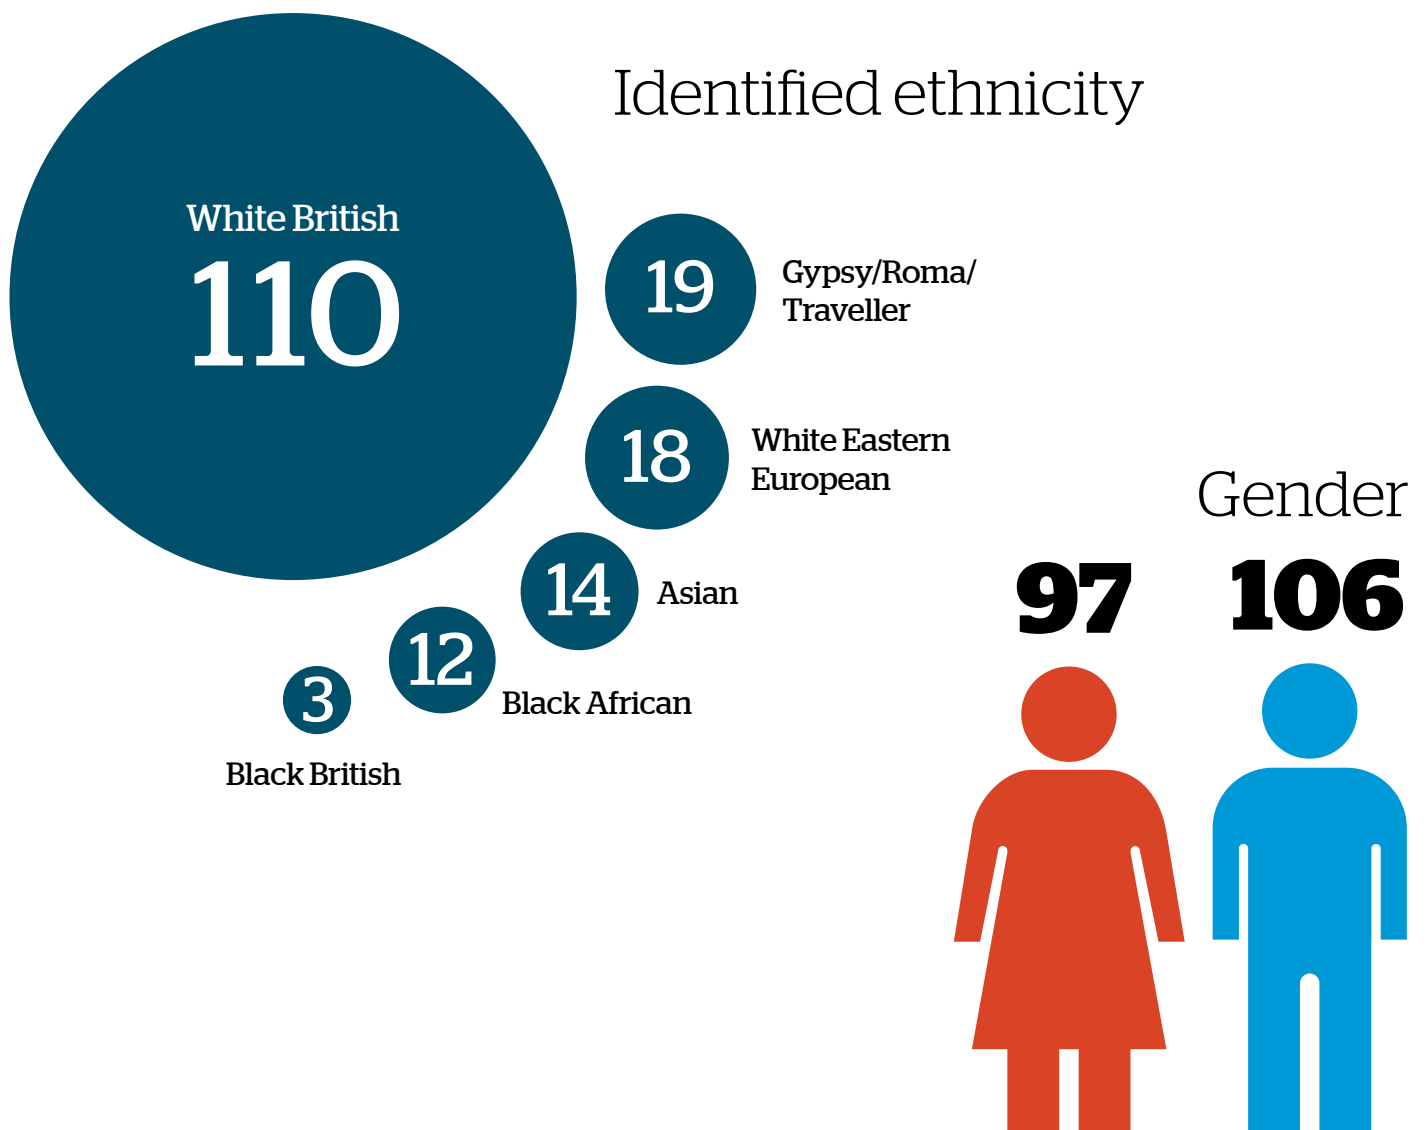 Identified ethnicity
White British
110
19
Gypsy/Roma/
Traveller
18
White Eastern
European
14
Asian
12
Black African
3
Black British
Gender
97
106